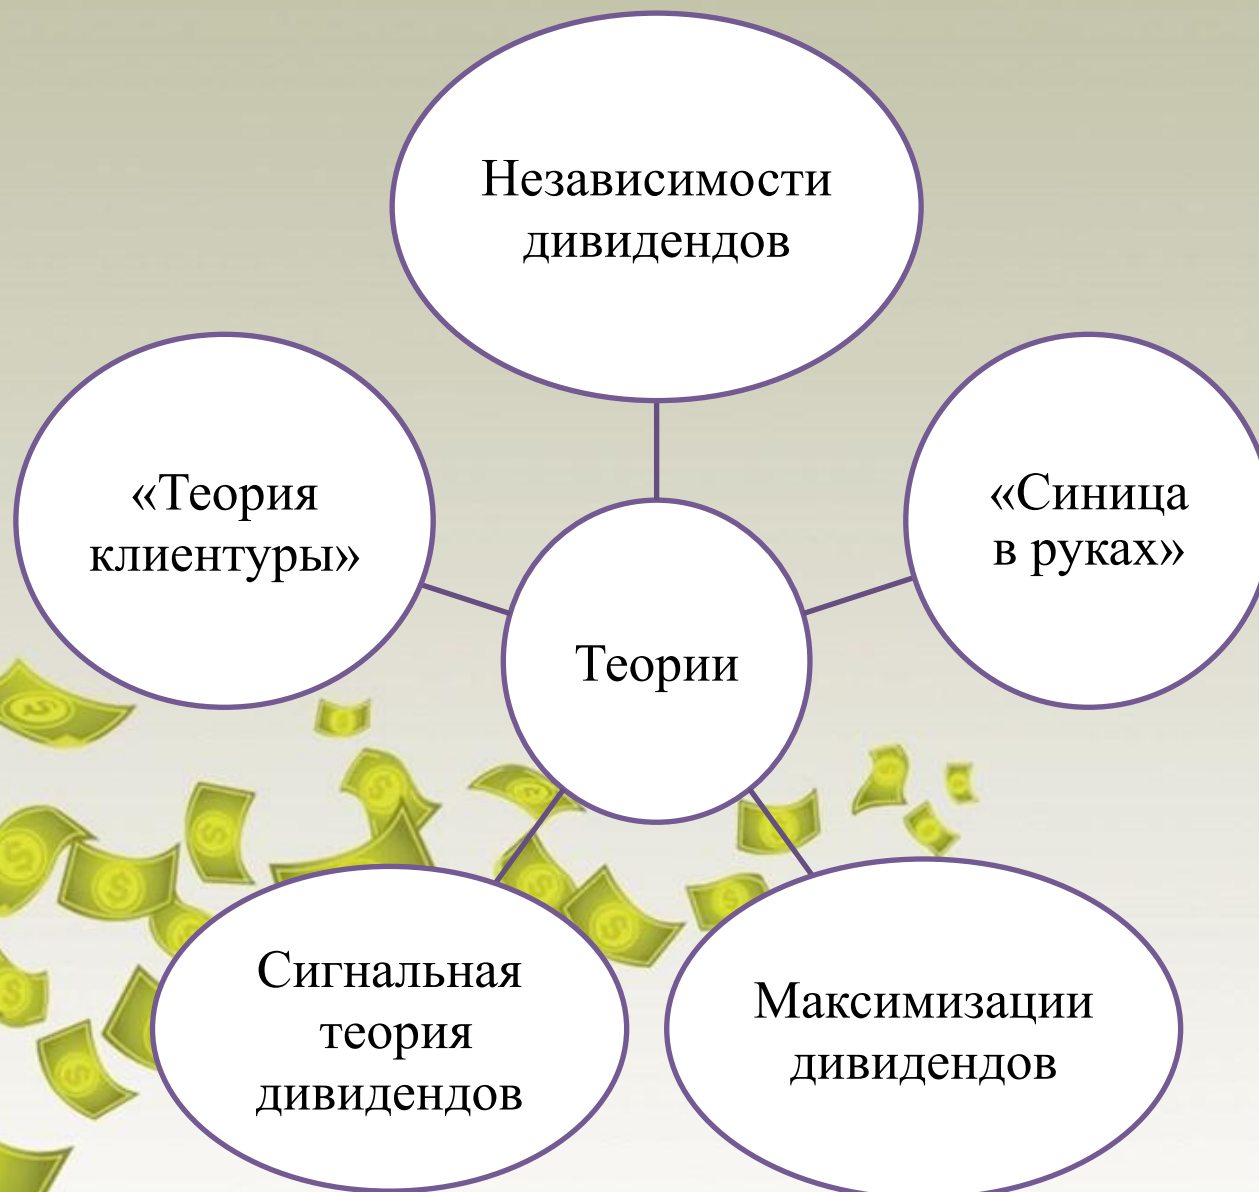 Независимости
дивидендов
«Теория
клиентуры»
«Синица
в руках»
Теории
Сигнальная
теория
дивидендов
Максимизации
дивидендов